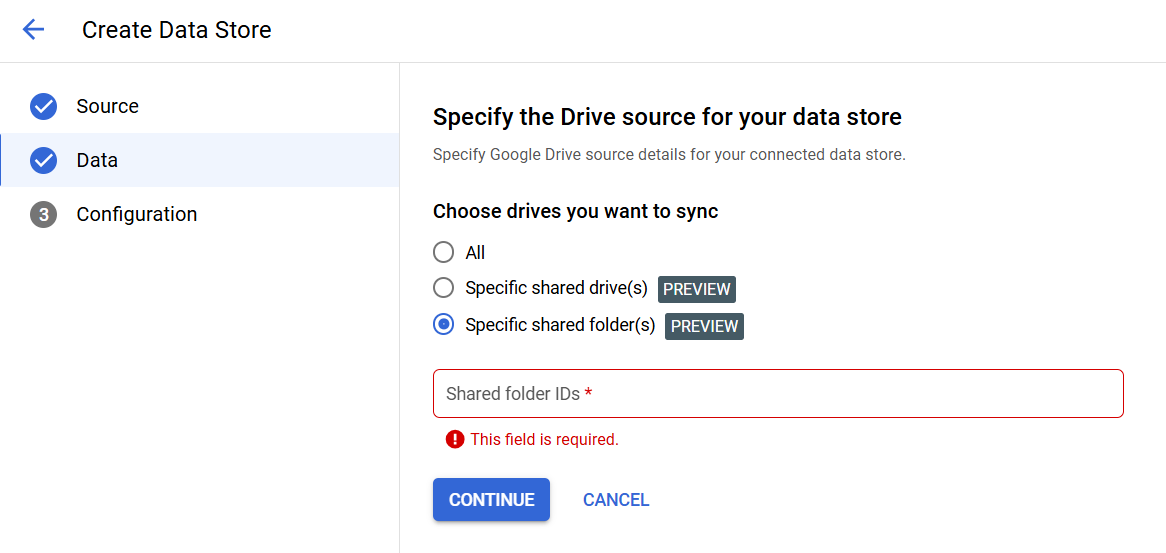 Create Data Store
Source
Data
3 Configuration
Specify the Drive source for your data store
Specify Google Drive source details for your connected data store.
Choose drives you want to sync
All
Specific shared drive(s) PREVIEW
Specific shared folder(s) PREVIEW
Shared folder IDs *
This field is required.
CONTINUE CANCEL